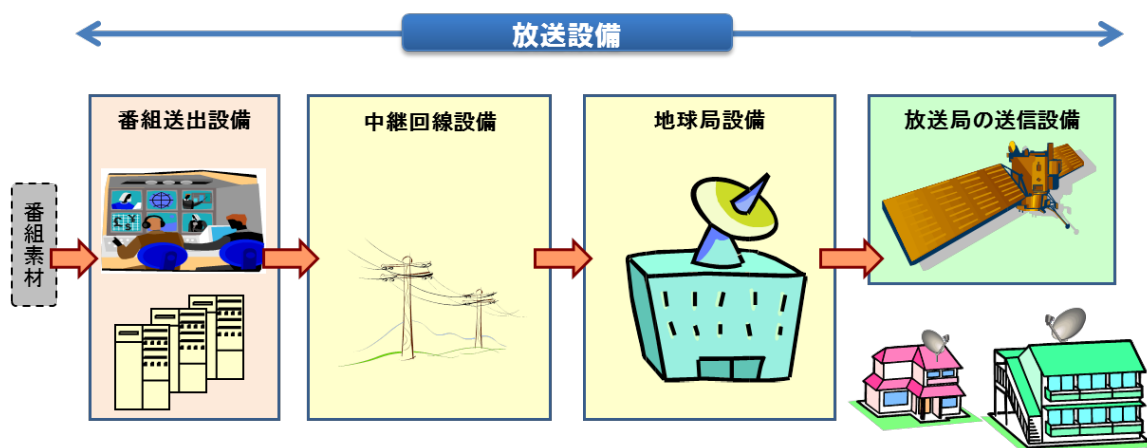 放送設備
番組送出設備
中継回線設備
地球局設備
放送局の送信設備
番組素材